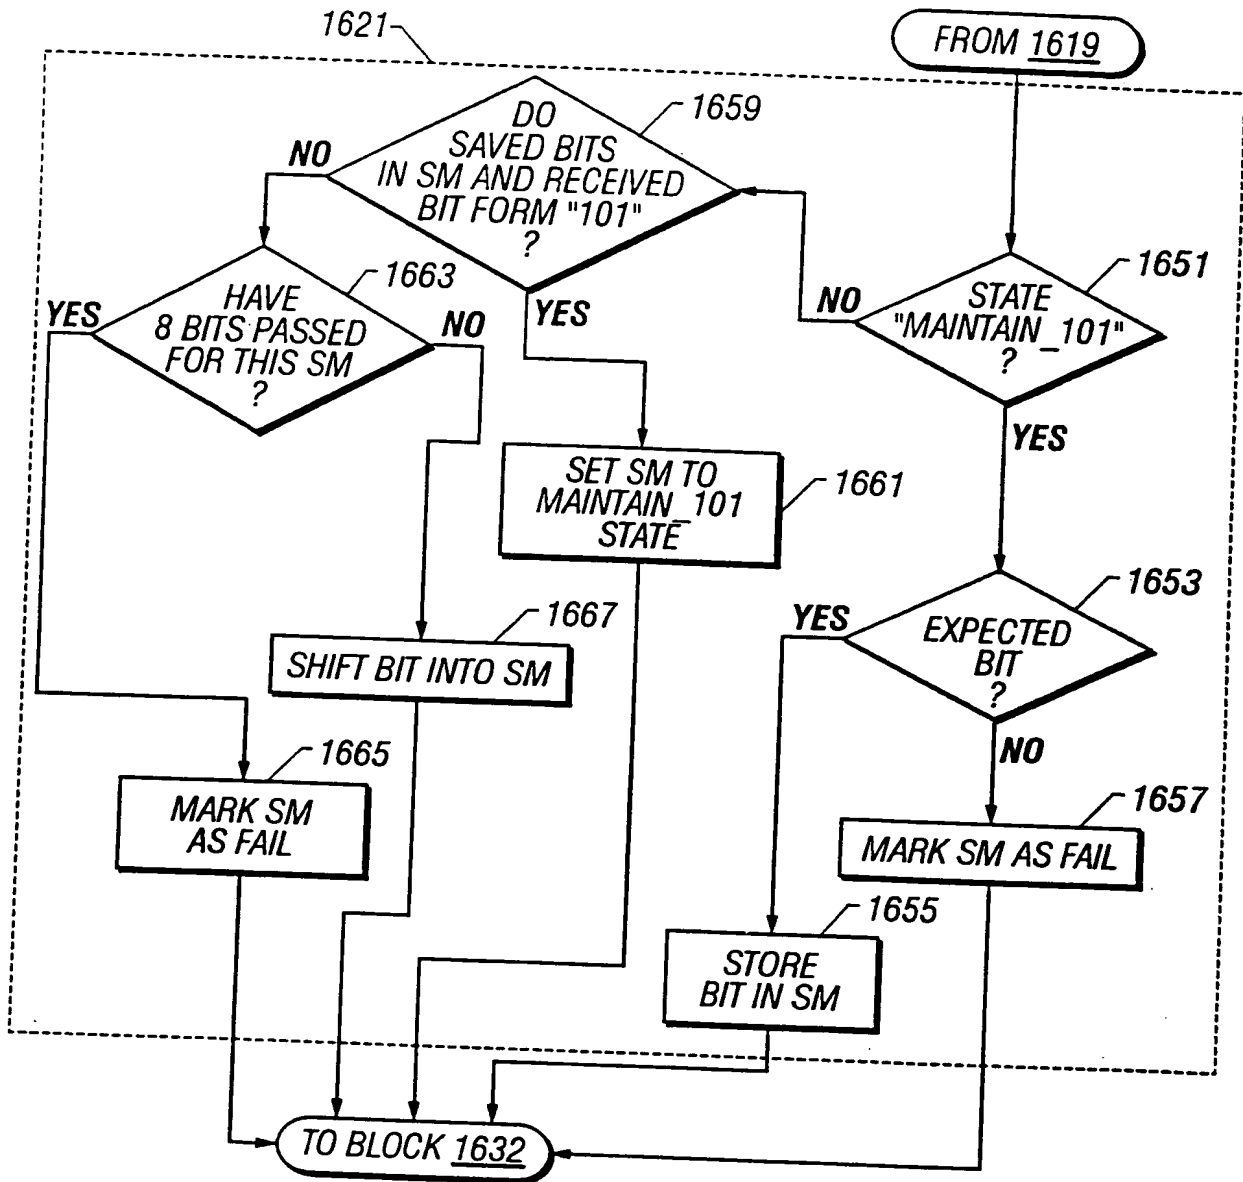 1621
FROM 1619
DO
SAVED BITS
IN SM AND RECEIVED
BIT FORM "101"
?
1659
NO
YES
1651
STATE
"MAINTAIN_101"
?
NO
YES
1663
HAVE
8 BITS PASSED
FOR THIS SM
?
YES
NO
SET SM TO
MAINTAIN_101
STATE
1661
1653
EXPECTED
BIT
?
YES
NO
1667
SHIFT BIT INTO SM
1665
MARK SM
AS FAIL
1657
MARK SM AS FAIL
1655
STORE
BIT IN SM
TO BLOCK 1632